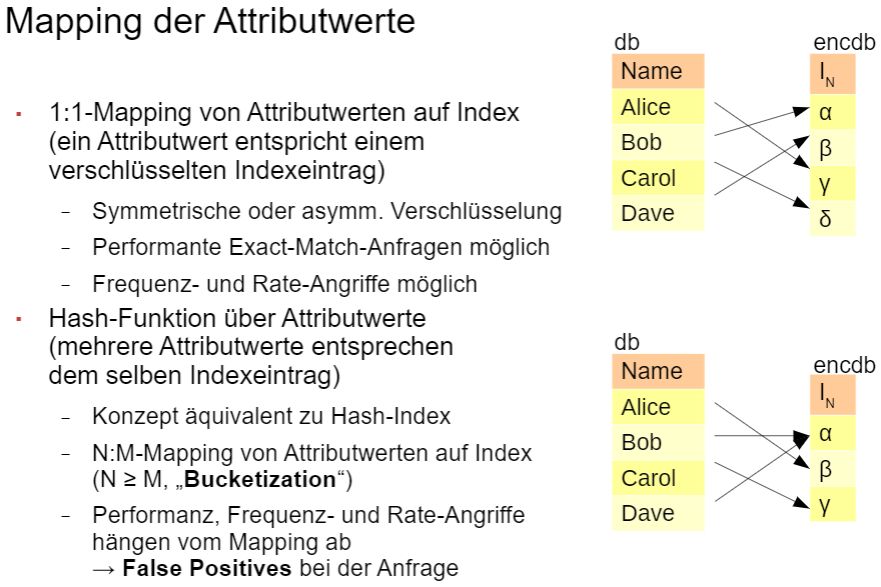 Mapping der Attributwerte
▪ 1:1-Mapping von Attributwerten auf Index
(ein Attributwert entspricht einem
verschlüsselten Indexeintrag)
– Symmetrische oder asymm. Verschlüsselung
– Performante Exact-Match-Anfragen möglich
– Frequenz- und Rate-Angriffe möglich
▪ Hash-Funktion über Attributwerte
(mehrere Attributwerte entsprechen
dem selben Indexeintrag)
– Konzept äquivalent zu Hash-Index
– N:M-Mapping von Attributwerten auf Index
(N ≥ M, „Bucketization“)
– Performanz, Frequenz- und Rate-Angriffe
hängen vom Mapping ab
→ False Positives bei der Anfrage
db
Name
Alice
Bob
Carol
Dave
encdb
I_N
α
β
γ
δ
db
Name
Alice
Bob
Carol
Dave
encdb
I_N
α
β
γ